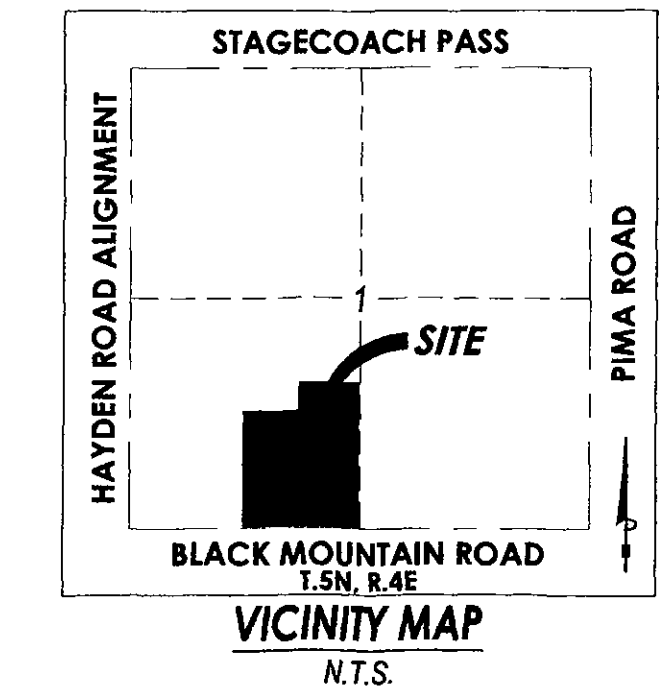 STAGECOACH PASS
HAYDEN ROAD ALIGNMENT
PIMA ROAD
1
SITE
BLACK MOUNTAIN ROAD
T.5N, R.4E
VICINITY MAP
N.T.S.